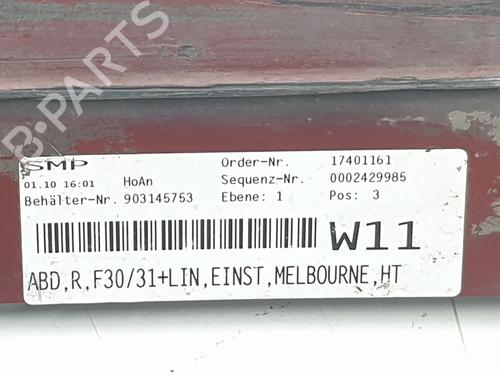 B-PARTS
SMP
Order-Nr. 17401161
01.10 16:01 HoAn Sequenz-Nr. 0002429985
Behälter-Nr. 903145753 Ebene: 1 Pos: 3
W11
ABD,R,F30/31+LIN,EINST,MELBOURNE,HT